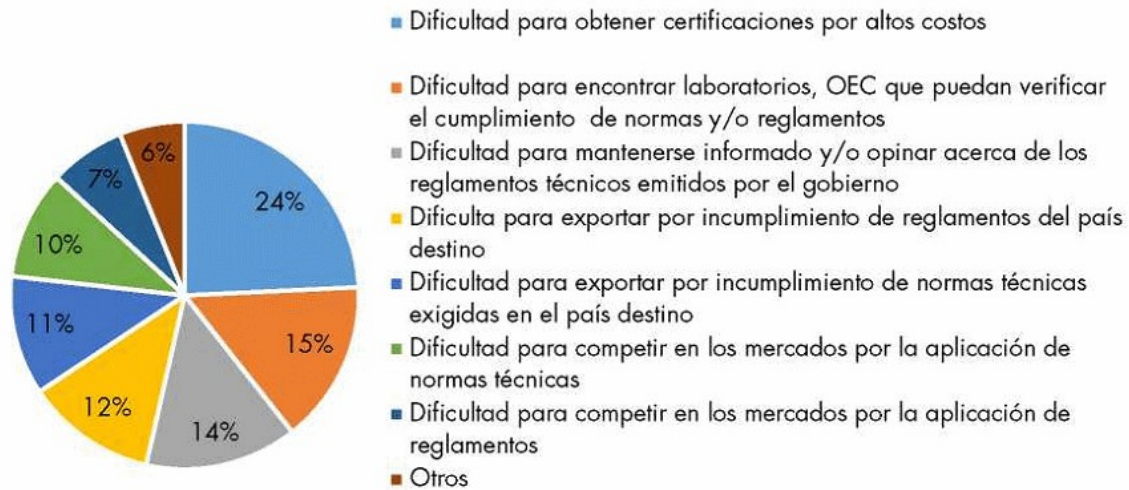 Dificultad para obtener certificaciones por altos costos
Dificultad para encontrar laboratorios, OEC que puedan verificar
el cumplimiento de normas y/o reglamentos
Dificultad para mantenerse informado y/o opinar acerca de los
reglamentos técnicos emitidos por el gobierno
Dificulta para exportar por incumplimiento de reglamentos del país
destino
Dificultad para exportar por incumplimiento de normas técnicas
exigidas en el país destino
Dificultad para competir en los mercados por la aplicación de
normas técnicas
Dificultad para competir en los mercados por la aplicación de
reglamentos
Otros
24%
15%
14%
12%
11%
10%
7%
6%